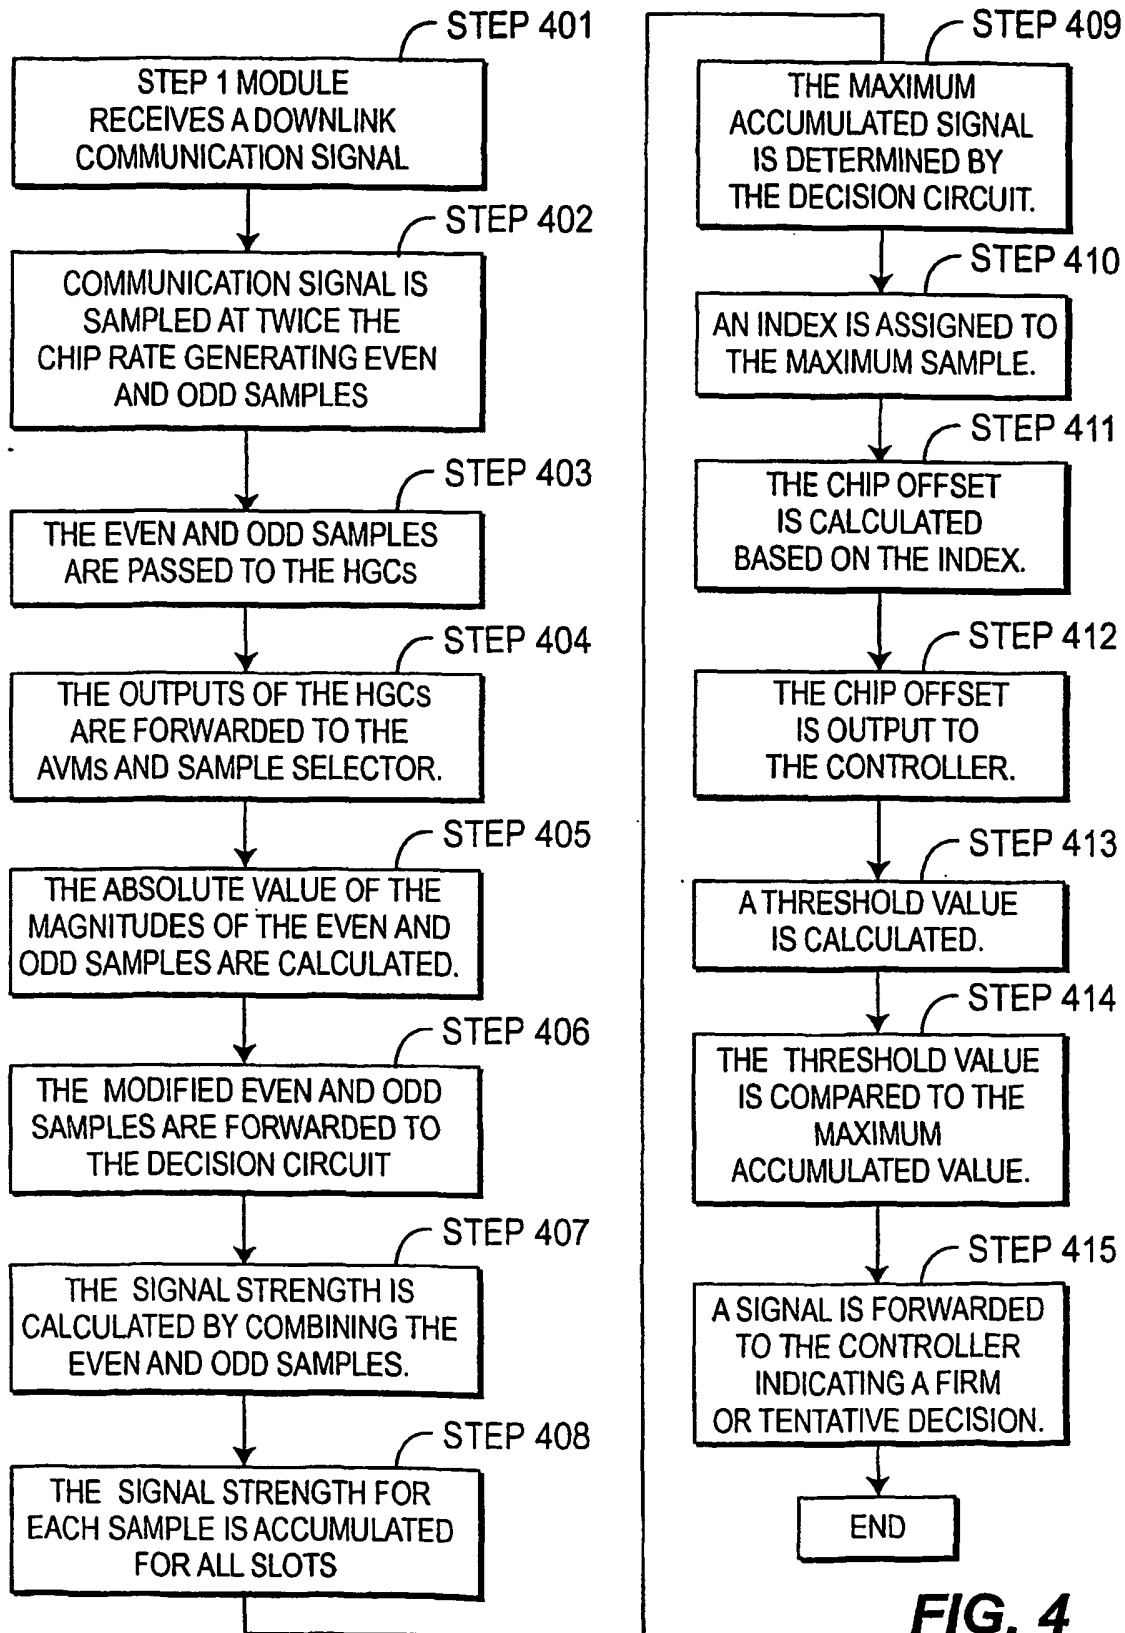 STEP 401
STEP 1 MODULE
RECEIVES A DOWNLINK
COMMUNICATION SIGNAL
STEP 402
COMMUNICATION SIGNAL IS
SAMPLED AT TWICE THE
CHIP RATE GENERATING EVEN
AND ODD SAMPLES
STEP 403
THE EVEN AND ODD SAMPLES
ARE PASSED TO THE HGCs
STEP 404
THE OUTPUTS OF THE HGCs
ARE FORWARDED TO THE
AVMs AND SAMPLE SELECTOR.
STEP 405
THE ABSOLUTE VALUE OF THE
MAGNITUDES OF THE EVEN AND
ODD SAMPLES ARE CALCULATED.
STEP 406
THE MODIFIED EVEN AND ODD
SAMPLES ARE FORWARDED TO
THE DECISION CIRCUIT
STEP 407
THE SIGNAL STRENGTH IS
CALCULATED BY COMBINING THE
EVEN AND ODD SAMPLES.
STEP 408
THE SIGNAL STRENGTH FOR
EACH SAMPLE IS ACCUMULATED
FOR ALL SLOTS
STEP 409
THE MAXIMUM
ACCUMULATED SIGNAL
IS DETERMINED BY
THE DECISION CIRCUIT.
STEP 410
AN INDEX IS ASSIGNED TO
THE MAXIMUM SAMPLE.
STEP 411
THE CHIP OFFSET
IS CALCULATED
BASED ON THE INDEX.
STEP 412
THE CHIP OFFSET
IS OUTPUT TO
THE CONTROLLER.
STEP 413
A THRESHOLD VALUE
IS CALCULATED.
STEP 414
THE THRESHOLD VALUE
IS COMPARED TO THE
MAXIMUM
ACCUMULATED VALUE.
STEP 415
A SIGNAL IS FORWARDED
TO THE CONTROLLER
INDICATING A FIRM
OR TENTATIVE DECISION.
END
FIG. 4